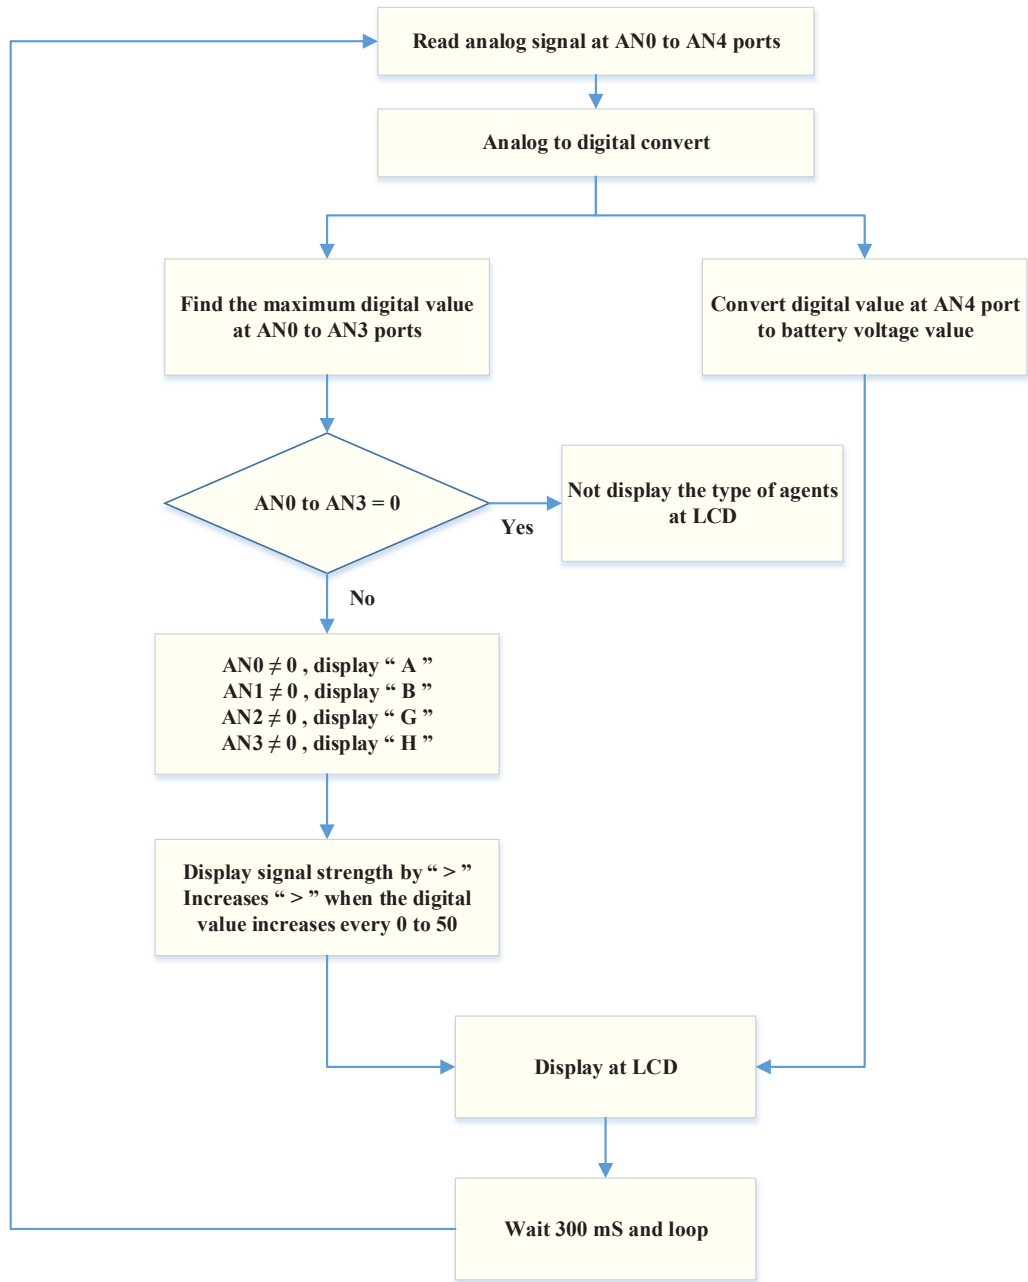 Read analog signal at AN0 to AN4 ports
Analog to digital convert
Find the maximum digital value
at AN0 to AN3 ports
Convert digital value at AN4 port
to battery voltage value
AN0 to AN3 = 0
Yes
Not display the type of agents
at LCD
No
AN0 ≠ 0 , display “ A ”
AN1 ≠ 0 , display “ B ”
AN2 ≠ 0 , display “ G ”
AN3 ≠ 0 , display “ H ”
Display signal strength by “ > ”
Increases “ > ” when the digital
value increases every 0 to 50
Display at LCD
Wait 300 mS and loop